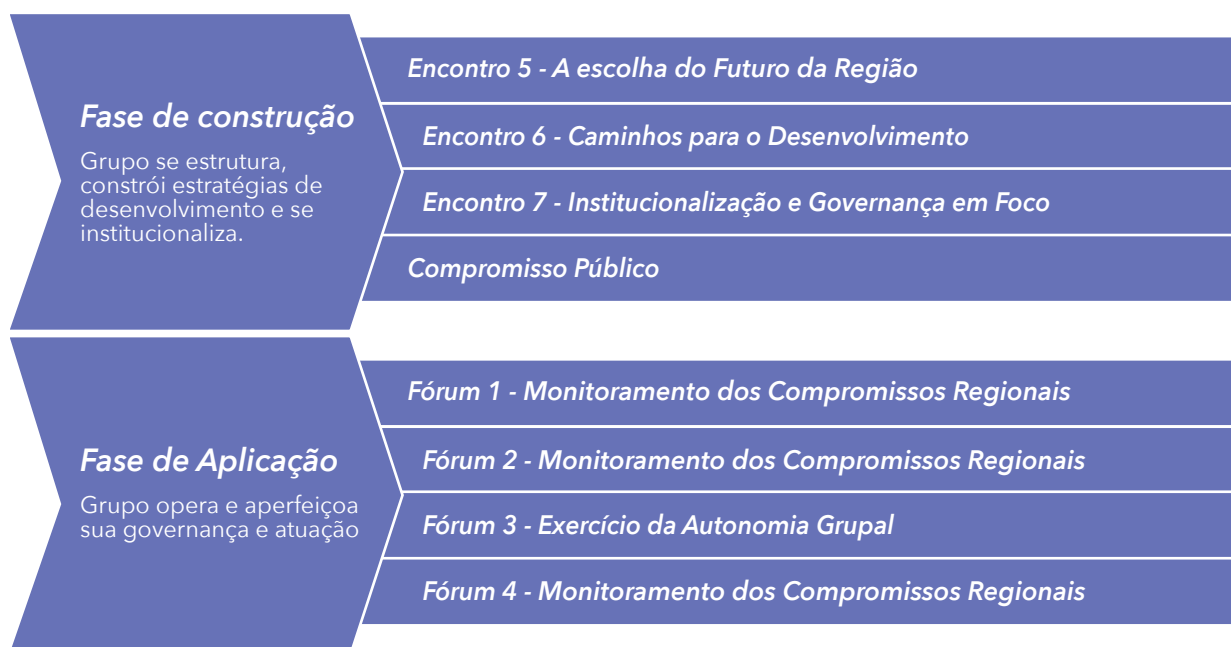 Fase de construção
Grupo se estrutura,
constrói estratégias de
desenvolvimento e se
institucionaliza.
Encontro 5 - A escolha do Futuro da Região
Encontro 6 - Caminhos para o Desenvolvimento
Encontro 7 - Institucionalização e Governança em Foco
Compromisso Público
Fase de Aplicação
Grupo opera e aperfeiçoa
sua governança e atuação
Fórum 1 - Monitoramento dos Compromissos Regionais
Fórum 2 - Monitoramento dos Compromissos Regionais
Fórum 3 - Exercício da Autonomia Grupal
Fórum 4 - Monitoramento dos Compromissos Regionais